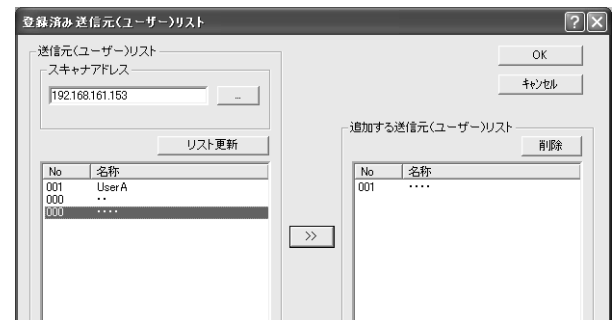 登録済み送信元(ユーザー)リスト
送信元(ユーザー)リスト
スキャナアドレス
192.168.161.153
...
リスト更新
No 名称
001 UserA
000 ・・
000 ・・・・
>>
OK
キャンセル
追加する送信元(ユーザー)リスト
削除
No 名称
001 ・・・・